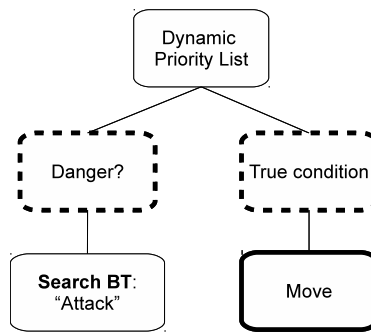 Dynamic
Priority List
Danger?
True condition
Search BT:
“Attack”
Move